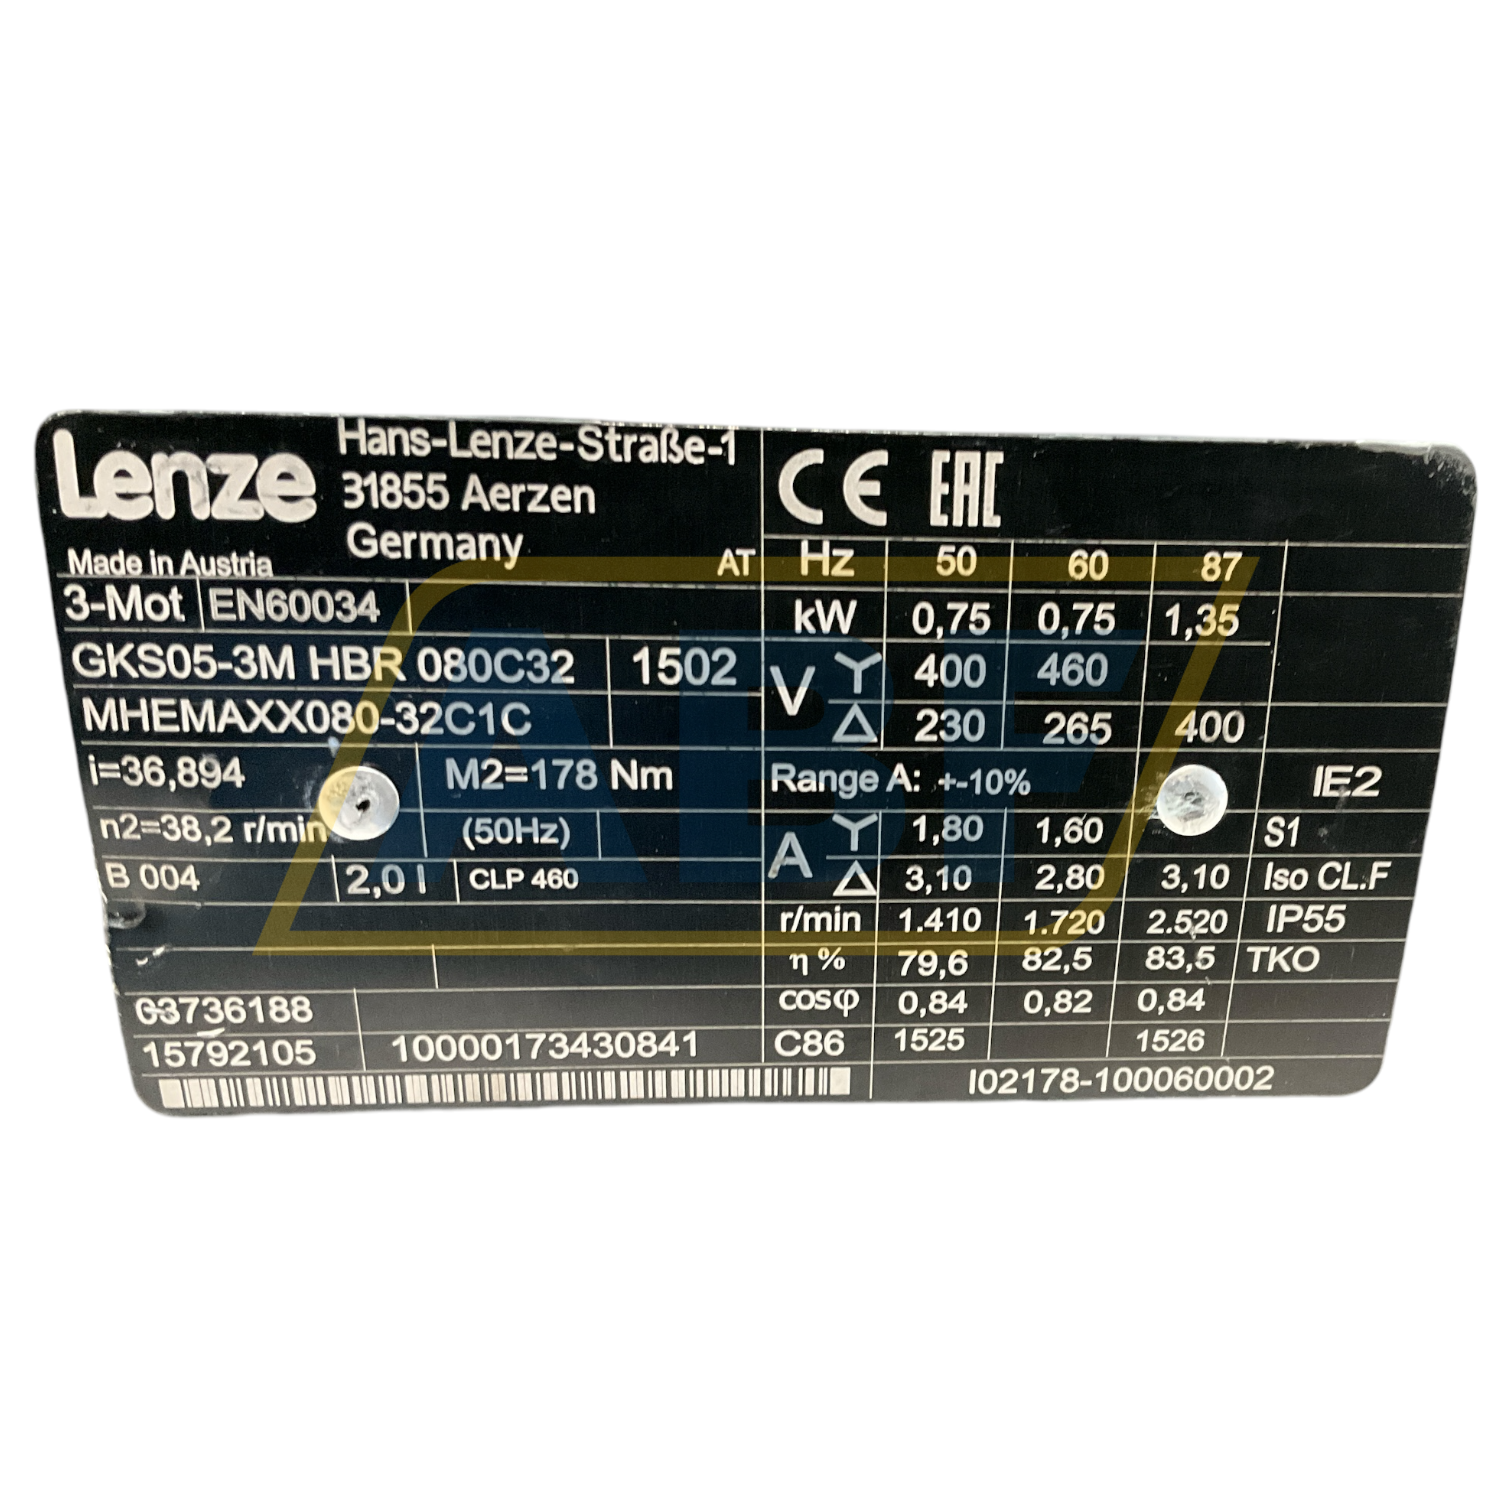 Lenze
Hans-Lenze-Straße-1
31855 Aerzen
Germany
Made in Austria AT
3-Mot EN60034
GKS05-3M HBR 080C32 1502
MHEMAXX080-32C1C
i=36,894 M2=178 Nm
n2=38,2 r/min (50Hz)
B 004 2,0 l CLP 460
03736188
15792105 10000173430841
CE EAC
Hz 50 60 87
kW 0,75 0,75 1,35
V Y 400 460
Δ 230 265 400
Range A: +-10% IE2
A Y 1,80 1,60 S1
Δ 3,10 2,80 3,10 Iso CL.F
r/min 1.410 1.720 2.520 IP55
η % 79,6 82,5 83,5 TKO
cosφ 0,84 0,82 0,84
C86 1525 1526
I02178-100060002
ABF